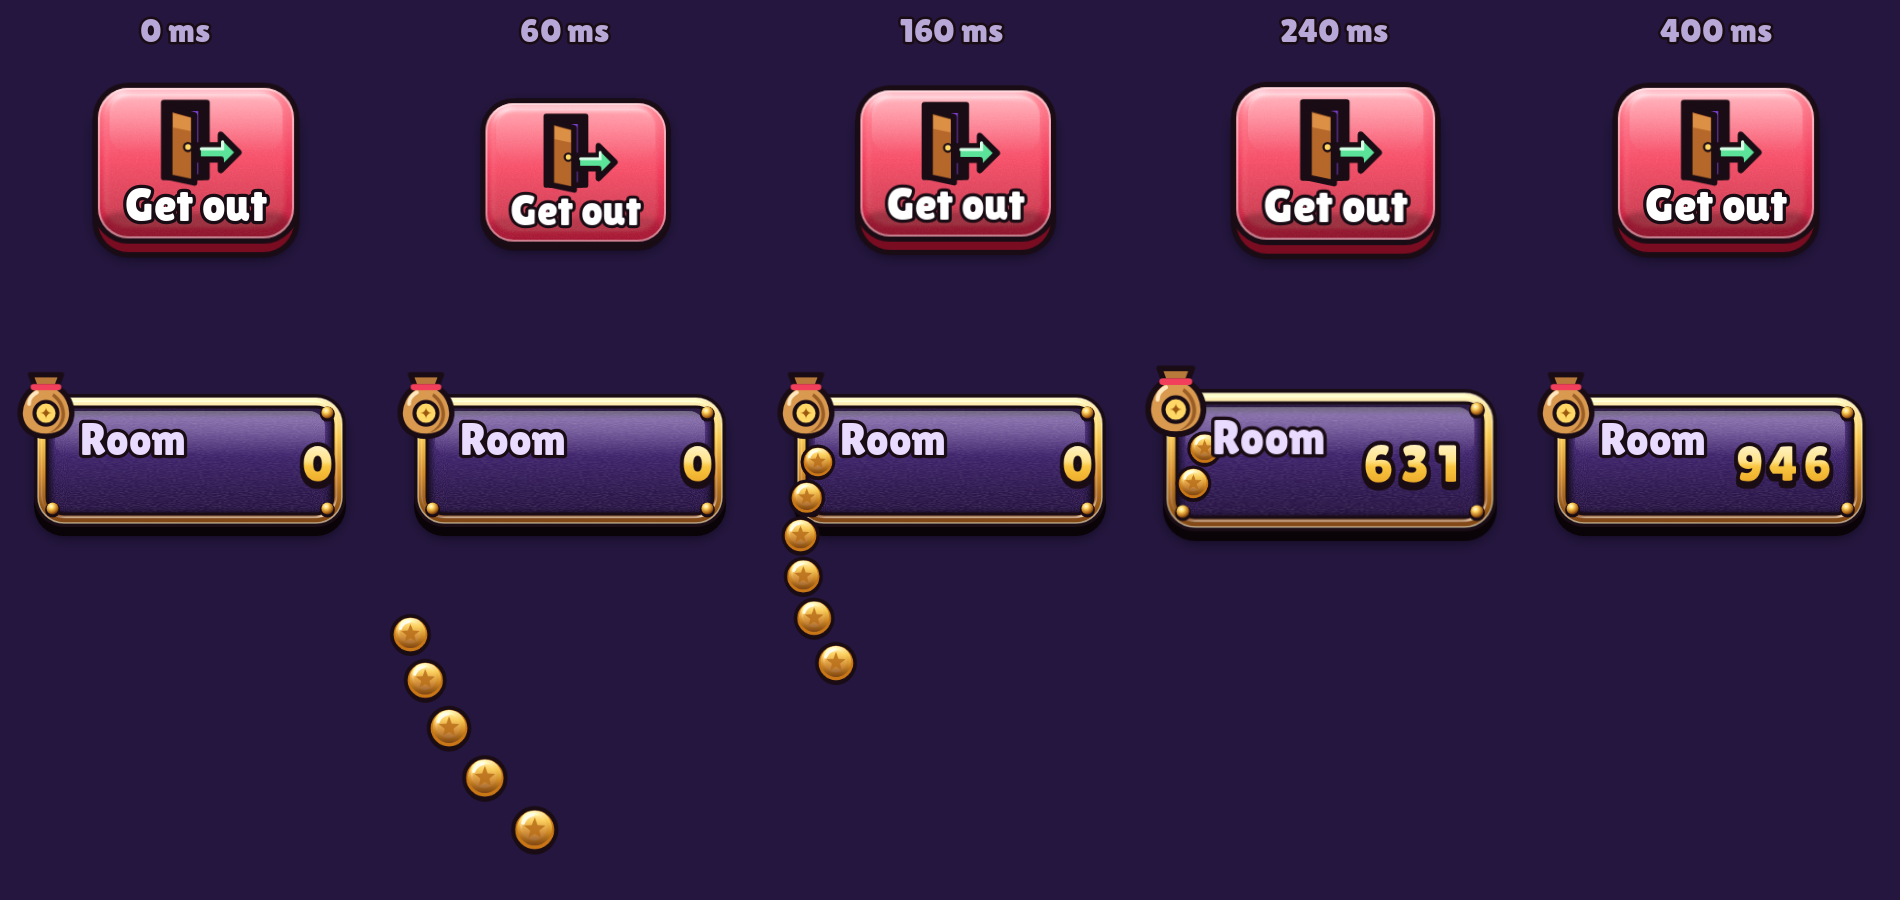 0 ms 60 ms 160 ms 240 ms 400 ms
Get out Get out Get out Get out Get out
Room Room Room Room Room
0 0 0 631 946